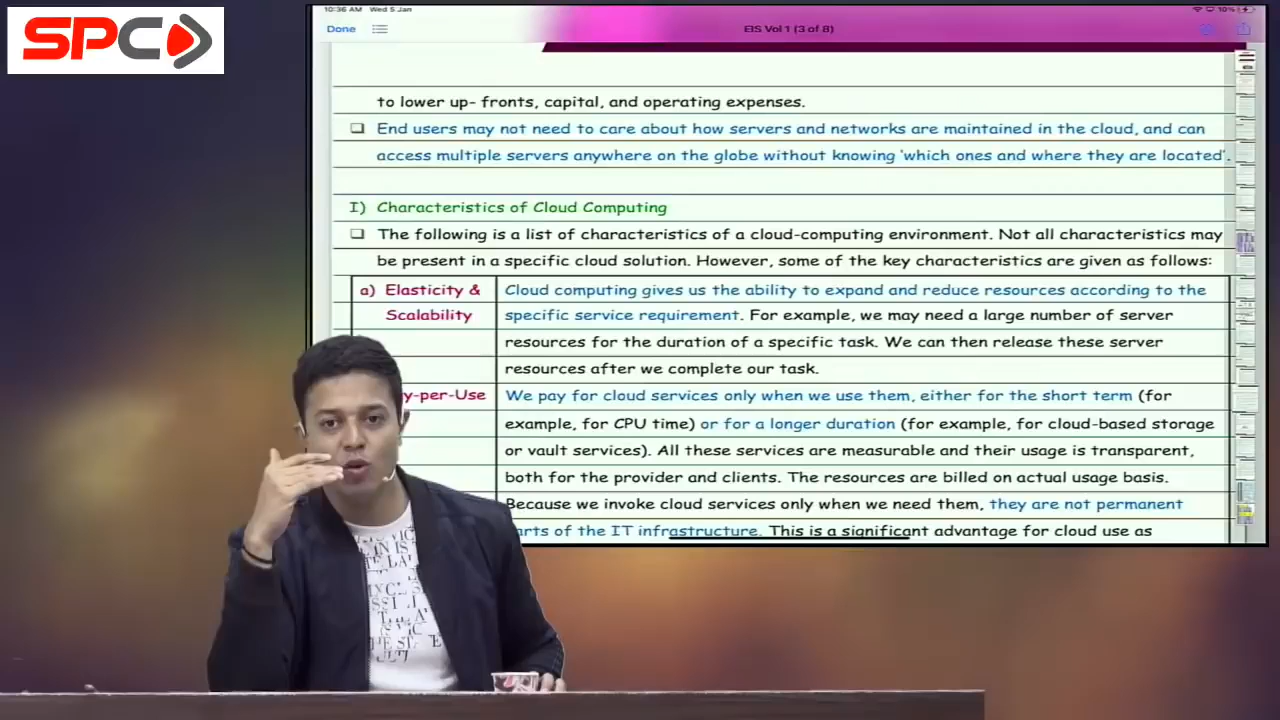 SPC
10:36 AM Wed 5 Jan
10%
Done
EIS Vol 1 (3 of 8)
to lower up- fronts, capital, and operating expenses.
❑ End users may not need to care about how servers and networks are maintained in the cloud, and can
access multiple servers anywhere on the globe without knowing ‘which ones and where they are located’.
I) Characteristics of Cloud Computing
❑ The following is a list of characteristics of a cloud-computing environment. Not all characteristics may
be present in a specific cloud solution. However, some of the key characteristics are given as follows:
a) Elasticity & Cloud computing gives us the ability to expand and reduce resources according to the
Scalability specific service requirement. For example, we may need a large number of server
resources for the duration of a specific task. We can then release these server
resources after we complete our task.
y-per-Use We pay for cloud services only when we use them, either for the short term (for
example, for CPU time) or for a longer duration (for example, for cloud-based storage
or vault services). All these services are measurable and their usage is transparent,
both for the provider and clients. The resources are billed on actual usage basis.
Because we invoke cloud services only when we need them, they are not permanent
arts of the IT infrastructure. This is a significant advantage for cloud use as